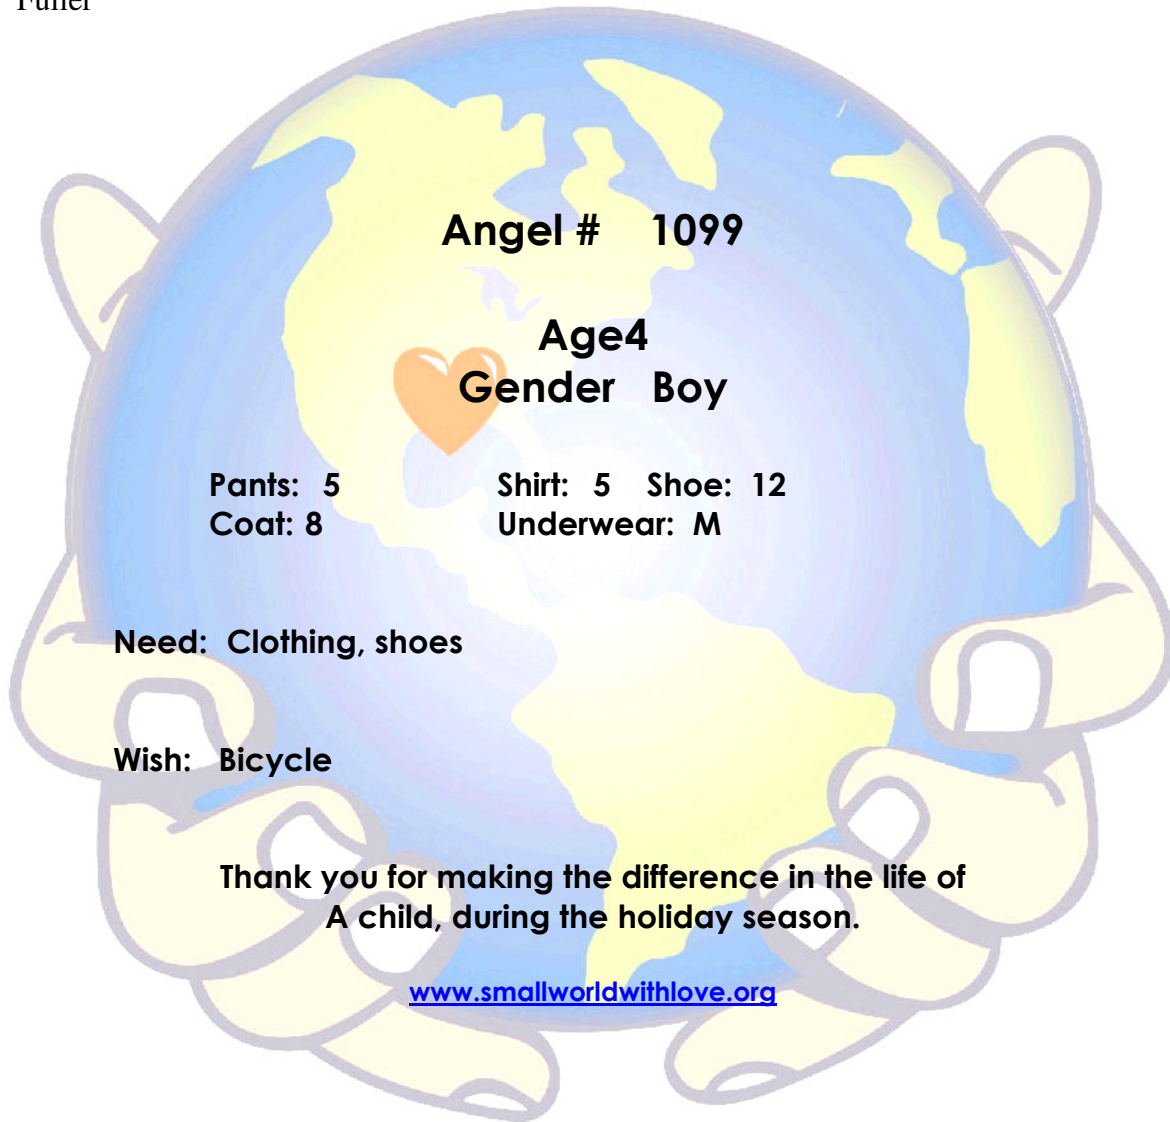 Fuller
Angel # 1099
Age4
Gender Boy
Pants: 5 Shirt: 5 Shoe: 12
Coat: 8 Underwear: M
Need: Clothing, shoes
Wish: Bicycle
Thank you for making the difference in the life of
A child, during the holiday season.
www.smallworldwithlove.org